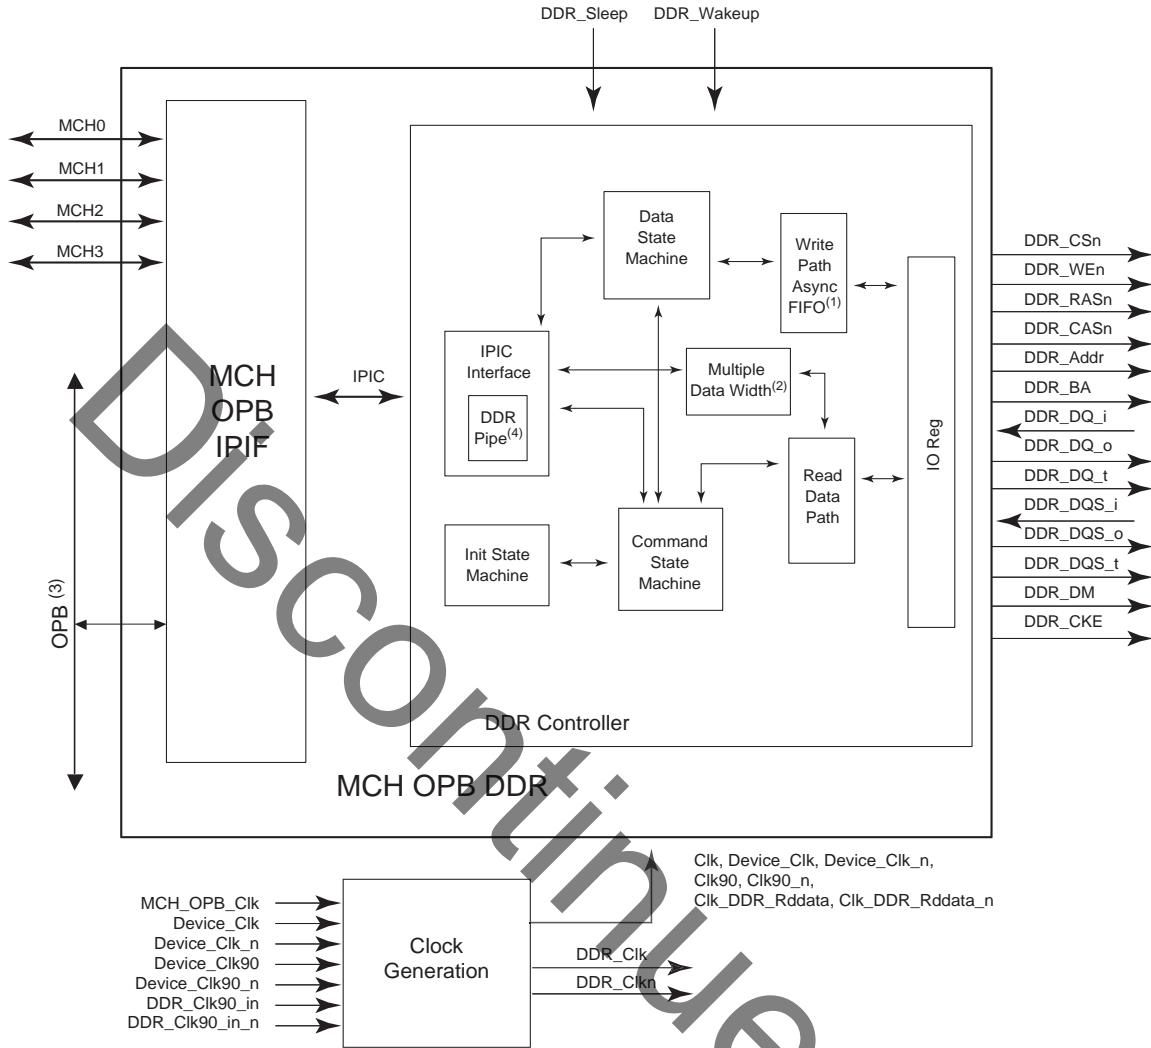 DDR_Sleep
DDR_Wakeup
MCH0
MCH1
MCH2
MCH3
OPB (3)
MCH
OPB
IPIF
IPIC
Data
State
Machine
Write
Path
Async
FIFO(1)
IPIC
Interface
DDR
Pipe(4)
Multiple
Data Width(2)
Read
Data
Path
Init State
Machine
Command
State
Machine
IO Reg
DDR Controller
MCH OPB DDR
DDR_CSn
DDR_WEn
DDR_RASn
DDR_CASn
DDR_Addr
DDR_BA
DDR_DQ_i
DDR_DQ_o
DDR_DQ_t
DDR_DQS_i
DDR_DQS_o
DDR_DQS_t
DDR_DM
DDR_CKE
MCH_OPB_Clk
Device_Clk
Device_Clk_n
Device_Clk90
Device_Clk90_n
DDR_Clk90_in
DDR_Clk90_in_n
Clock
Generation
Clk, Device_Clk, Device_Clk_n,
Clk90, Clk90_n,
Clk_DDR_Rddata, Clk_DDR_Rddata_n
DDR_Clk
DDR_Clkn
Discontinue